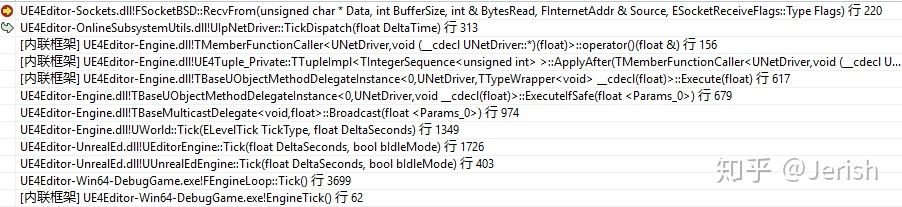 UE4Editor-Sockets.dll!FSocketBSD::RecvFrom(unsigned char * Data, int BufferSize, int & BytesRead, FInternetAddr & Source, ESocketReceiveFlags::Type Flags) 行 220
UE4Editor-OnlineSubsystemUtils.dll!UIpNetDriver::TickDispatch(float DeltaTime) 行 313
[内联框架] UE4Editor-Engine.dll!TMemberFunctionCaller<UNetDriver,void (__cdecl UNetDriver::*)(float)>::operator()(float &) 行 156
[内联框架] UE4Editor-Engine.dll!UE4Tuple_Private::TTupleImpl<TIntegerSequence<unsigned int> >::ApplyAfter(TMemberFunctionCaller<UNetDriver,void (__cdecl U...
UE4Editor-Engine.dll!TBaseUObjectMethodDelegateInstance<0,UNetDriver,TTypeWrapper<void> __cdecl(float)>::Execute(float) 行 617
UE4Editor-Engine.dll!TBaseUObjectMethodDelegateInstance<0,UNetDriver,void __cdecl(float)>::ExecuteIfSafe(float <Params_0>) 行 679
UE4Editor-Engine.dll!TBaseMulticastDelegate<void,float>::Broadcast(float <Params_0>) 行 974
UE4Editor-Engine.dll!UWorld::Tick(ELevelTick TickType, float DeltaSeconds) 行 1349
UE4Editor-UnrealEd.dll!UEditorEngine::Tick(float DeltaSeconds, bool bIdleMode) 行 1726
UE4Editor-UnrealEd.dll!UUnrealEdEngine::Tick(float DeltaSeconds, bool bIdleMode) 行 403
UE4Editor-Win64-DebugGame.exe!FEngineLoop::Tick() 行 3699
[内联框架] UE4Editor-Win64-DebugGame.exe!EngineTick() 行 62
知乎 @Jerish